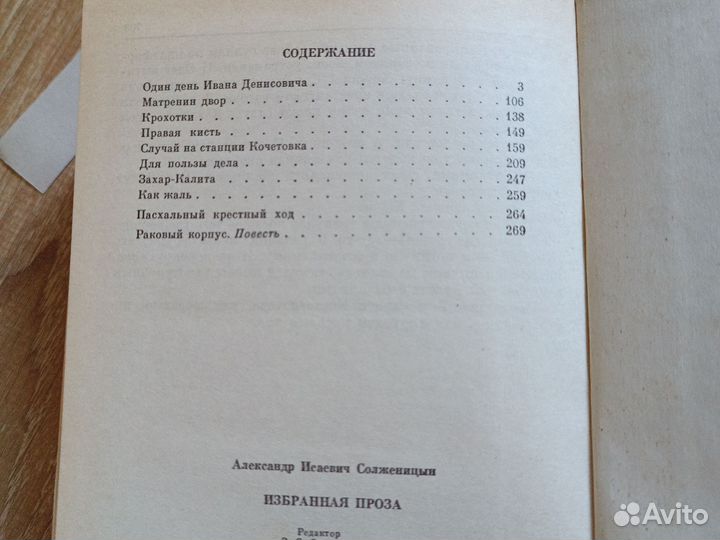 СОДЕРЖАНИЕ
Один день Ивана Денисовича . . . . . . . . . . . 3
Матренин двор . . . . . . . . . . . . . . . 106
Крохотки . . . . . . . . . . . . . . . . 138
Правая кисть . . . . . . . . . . . . . . . 149
Случай на станции Кочетовка . . . . . . . . . . . 159
Для пользы дела . . . . . . . . . . . . . . 209
Захар-Калита . . . . . . . . . . . . . . . 247
Как жаль . . . . . . . . . . . . . . . . 259
Пасхальный крестный ход . . . . . . . . . . . 264
Раковый корпус. Повесть . . . . . . . . . . . . 269
Александр Исаевич Солженицын
ИЗБРАННАЯ ПРОЗА
Редактор
Avito